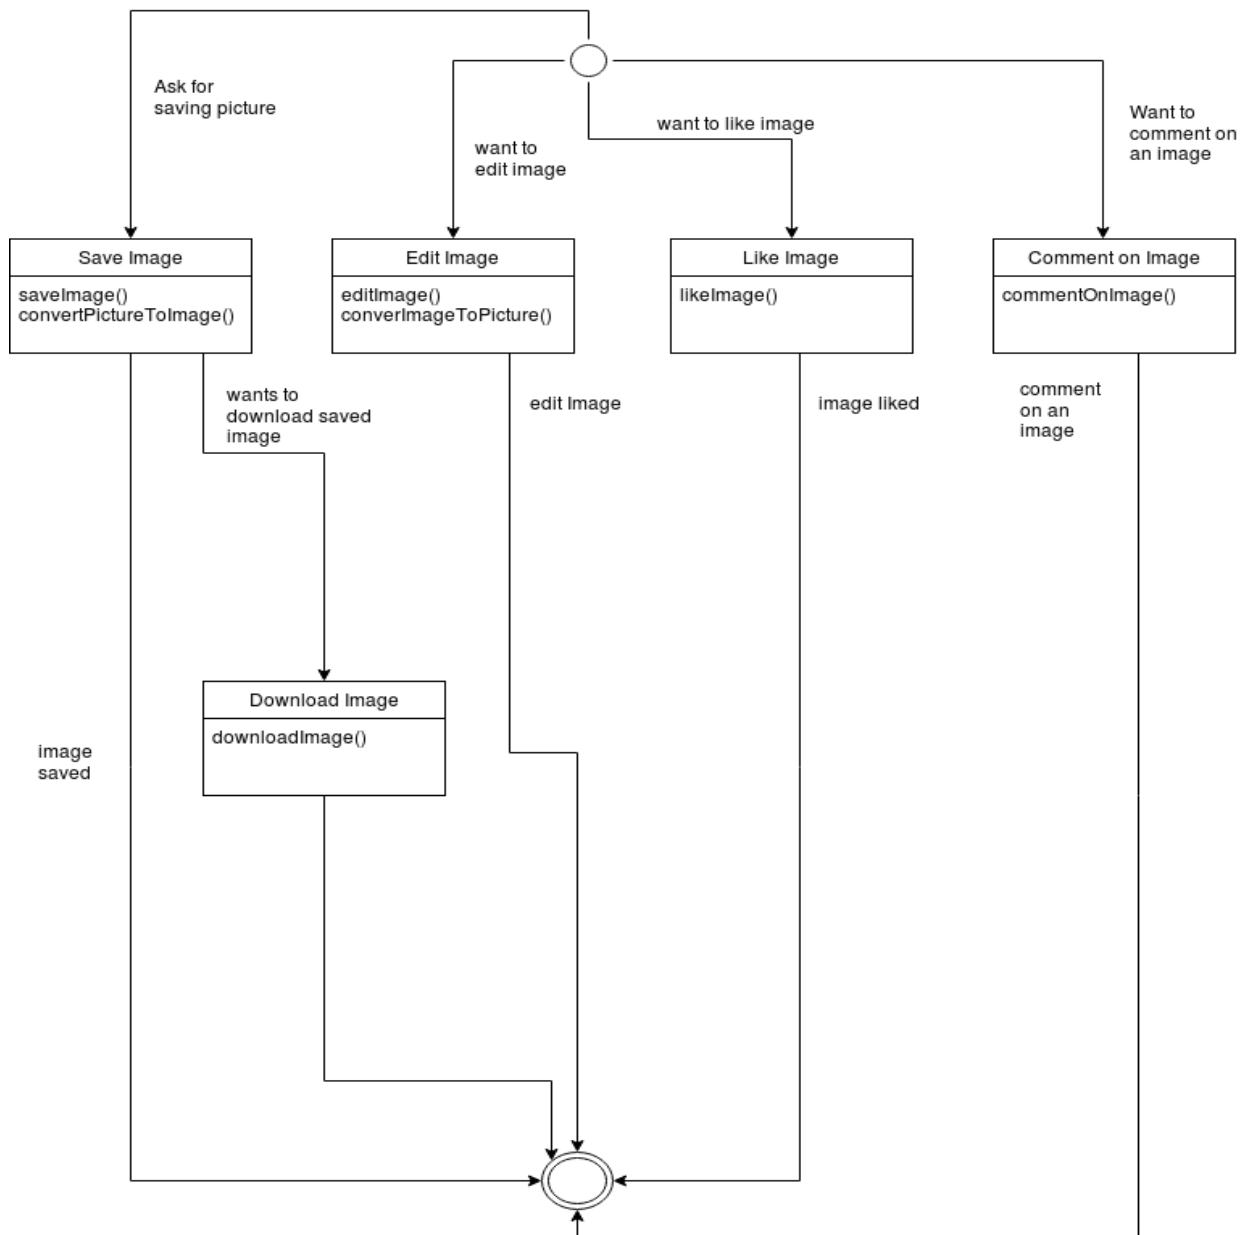 Ask for
saving picture
want to
edit image
want to like image
Want to
comment on
an image
Save Image
saveImage()
convertPictureToImage()
Edit Image
editImage()
converImageToPicture()
Like Image
likeImage()
Comment on Image
commentOnImage()
wants to
download saved
image
edit Image
image liked
comment
on an
image
Download Image
downloadImage()
image
saved